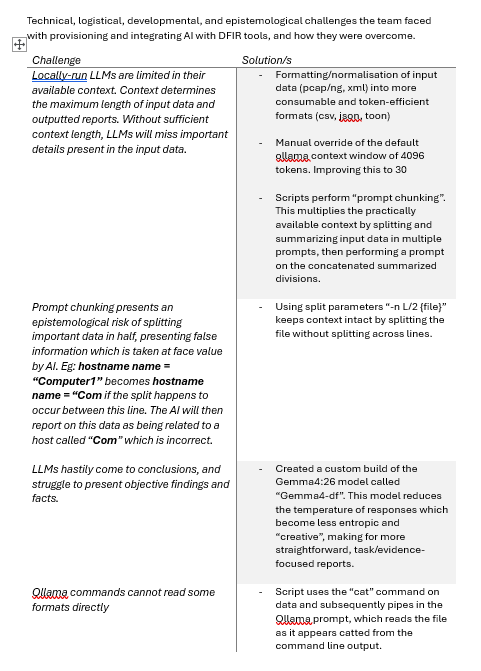 Technical, logistical, developmental, and epistemological challenges the team faced
with provisioning and integrating AI with DFIR tools, and how they were overcome.
Challenge
Solution/s
Locally-run LLMs are limited in their
available context. Context determines
the maximum length of input data and
outputted reports. Without sufficient
context length, LLMs will miss important
details present in the input data.
- Formatting/normalisation of input
data (pcap/ng, xml) into more
consumable and token-efficient
formats (csv, json, toon)
- Manual override of the default
ollama context window of 4096
tokens. Improving this to 30
- Scripts perform “prompt chunking”.
This multiplies the practically
available context by splitting and
summarizing input data in multiple
prompts, then performing a prompt
on the concatenated summarized
divisions.
Prompt chunking presents an
epistemological risk of splitting
important data in half, presenting false
information which is taken at face value
by AI. Eg: hostname name =
“Computer1” becomes hostname
name = “Com if the split happens to
occur between this line. The AI will then
report on this data as being related to a
host called “Com” which is incorrect.
- Using split parameters “-n L/2 {file}”
keeps context intact by splitting the
file without splitting across lines.
LLMs hastily come to conclusions, and
struggle to present objective findings and
facts.
- Created a custom build of the
Gemma4:26 model called
“Gemma4-df”. This model reduces
the temperature of responses which
become less entropic and
“creative”, making for more
straightforward, task/evidence-
focused reports.
Ollama commands cannot read some
formats directly
- Script uses the “cat” command on
data and subsequently pipes in the
Ollama prompt, which reads the file
as it appears catted from the
command line output.